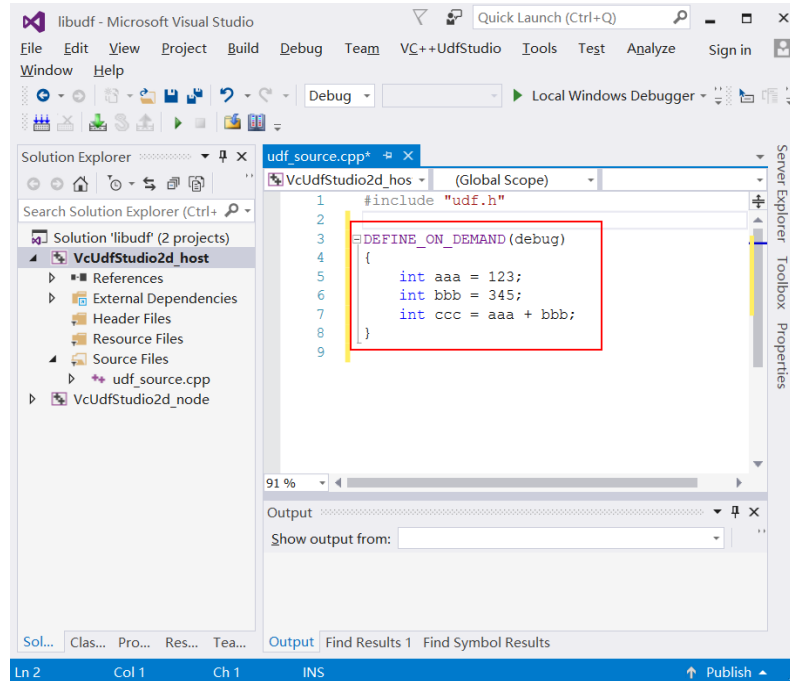 libudf - Microsoft Visual Studio
Quick Launch (Ctrl+Q)
File Edit View Project Build Debug Team VC++UdfStudio Tools Test Analyze Sign in
Window Help
Debug Local Windows Debugger
Solution Explorer
Search Solution Explorer (Ctrl+
Solution 'libudf' (2 projects)
VcUdfStudio2d_host
References
External Dependencies
Header Files
Resource Files
Source Files
udf_source.cpp
VcUdfStudio2d_node
Sol... Clas... Pro... Res... Tea...
udf_source.cpp*
VcUdfStudio2d_hos (Global Scope)
1 #include "udf.h"
2
3 DEFINE_ON_DEMAND(debug)
4 {
5 int aaa = 123;
6 int bbb = 345;
7 int ccc = aaa + bbb;
8 }
9
91 %
Output
Show output from:
Output Find Results 1 Find Symbol Results
Server Explorer
Toolbox
Properties
Ln 2 Col 1 Ch 1 INS Publish